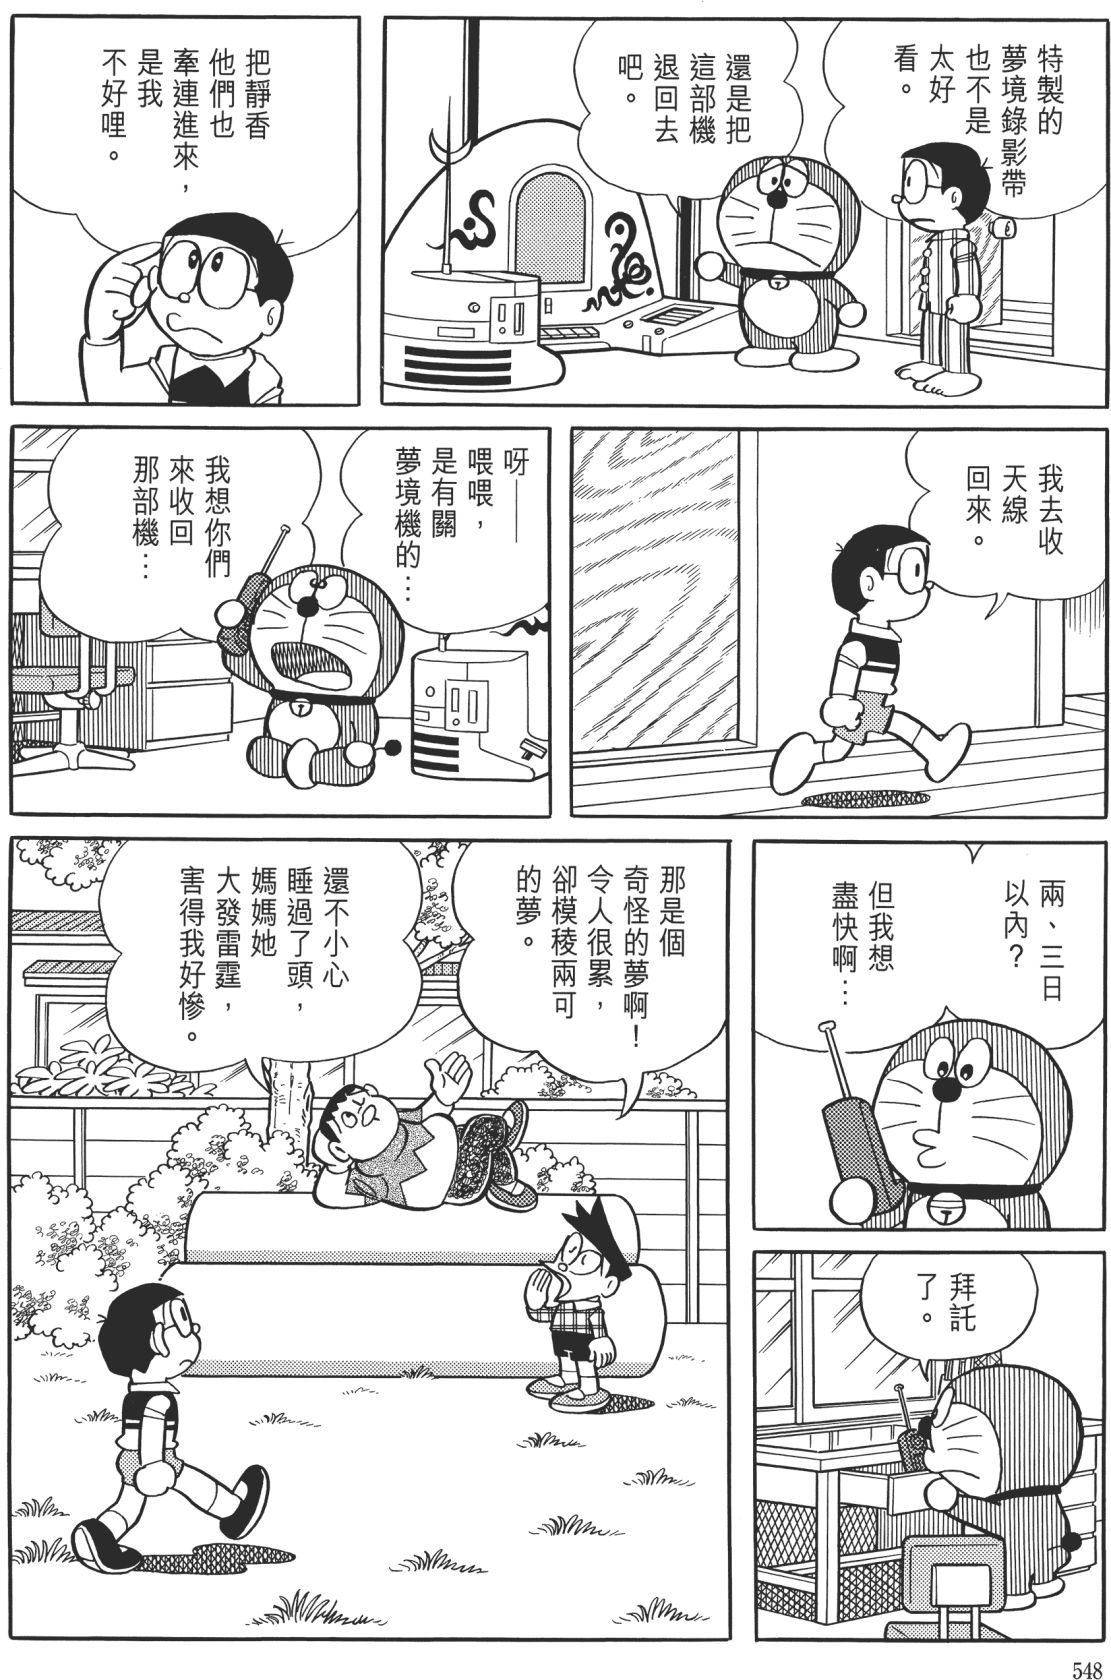 特製的
夢境錄影帶
也不是
太好
看。
還是把
這部機
退回去
吧。
把靜香
他們也
牽連進來，
是我
不好哩。
我去收
天線
回來。
呀——
喂喂，
是有關
夢境機的…
我想你們
來收回
那部機…
兩、三日
以內？
但我想
盡快啊…
拜託
了。
那是個
奇怪的夢啊！
令人很累，
卻模稜兩可
的夢。
還不小心
睡過了頭，
媽媽她
大發雷霆，
害得我好慘。
548